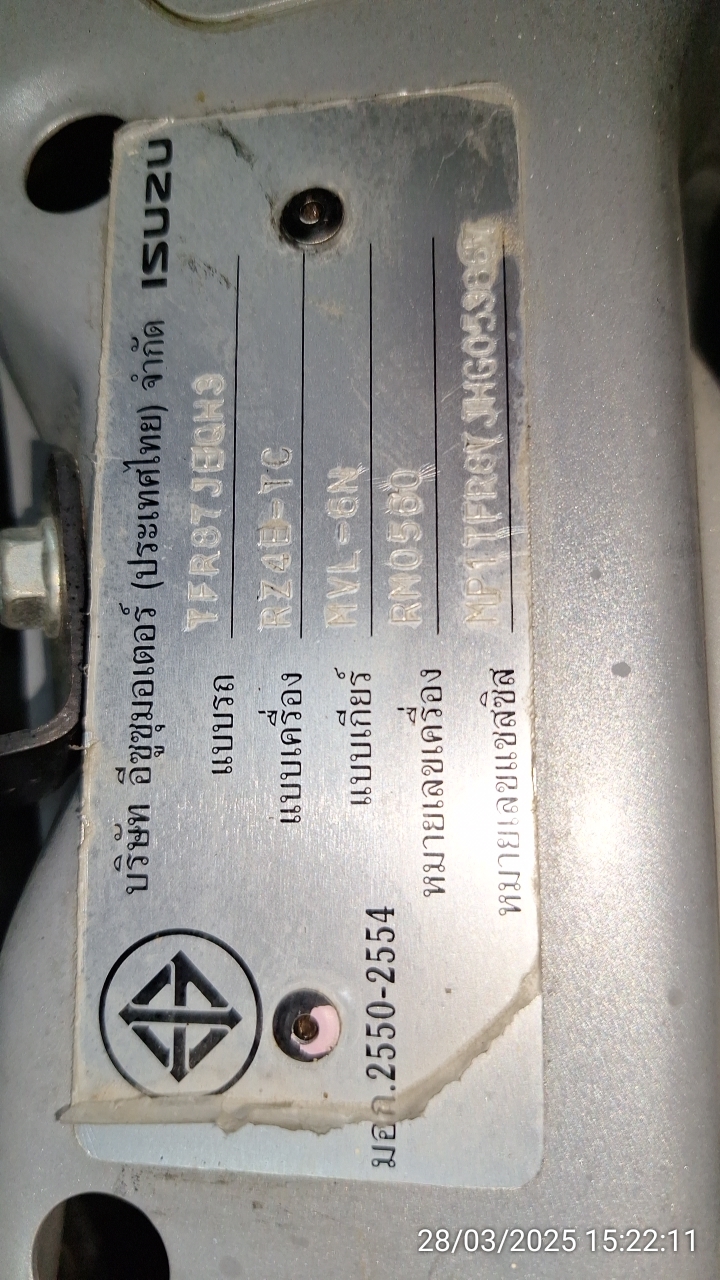 บริษัท อีซูซุมอเตอร์ (ประเทศไทย) จำกัด ISUZU
แบบรถ TFR87JEQH3
แบบเครื่อง RZ4E-TC
แบบเกียร์ MVL-6N
หมายเลขเครื่อง RM0560
มอก.2550-2554
หมายเลขแชสซิส
28/03/2025 15:22:11